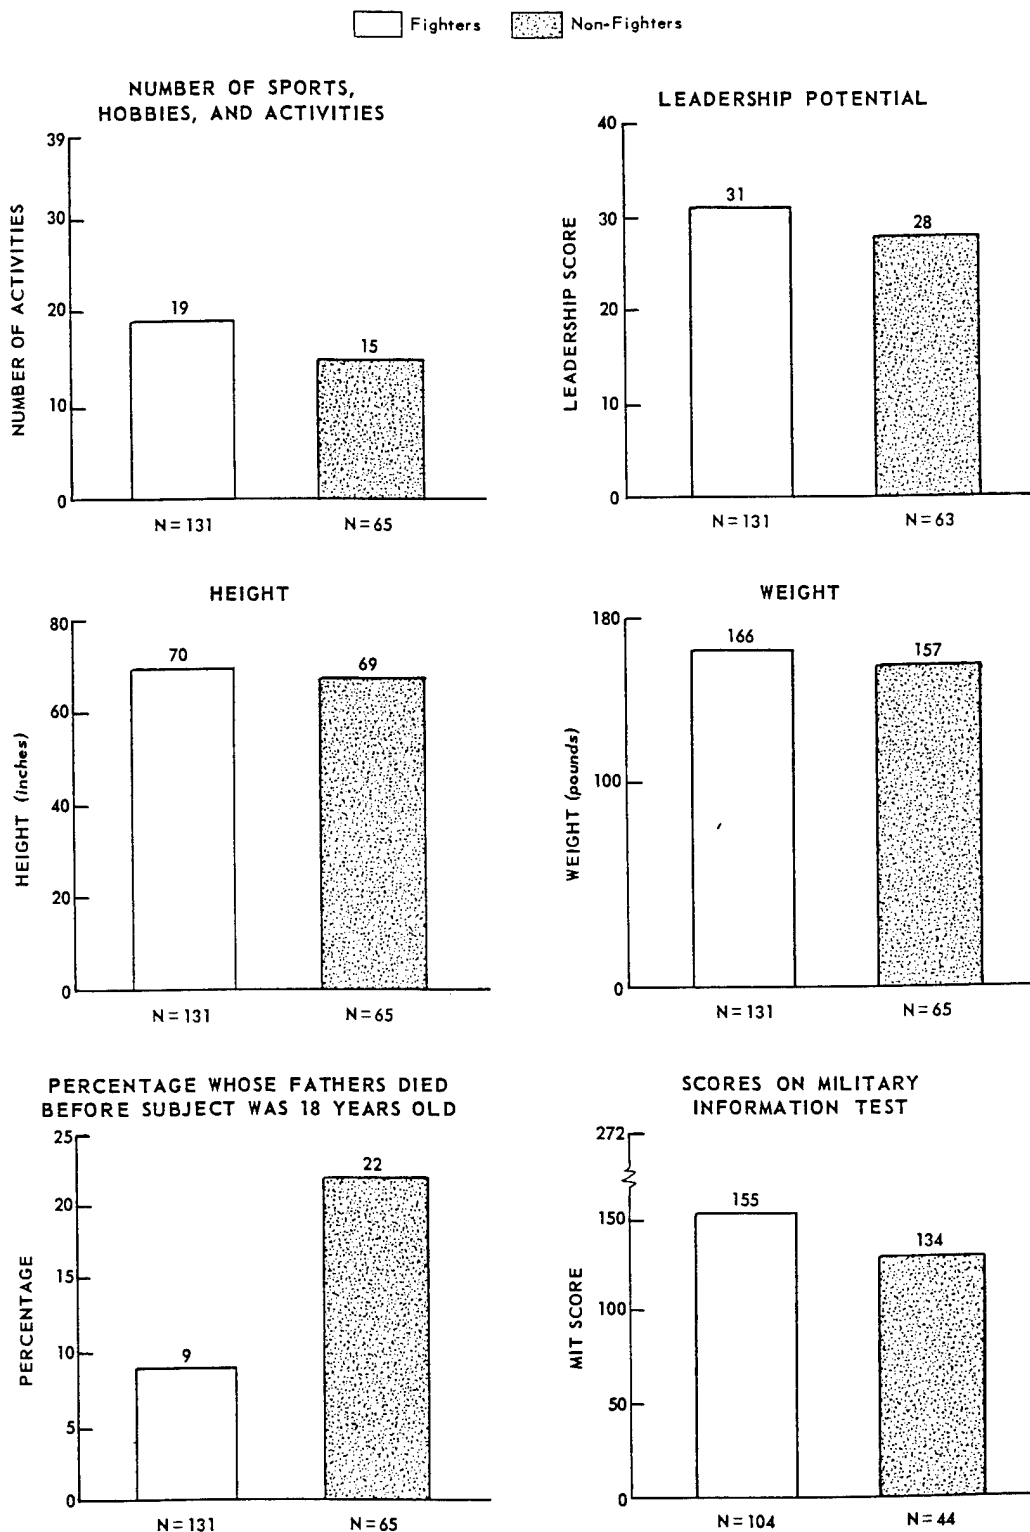 Fighters Non-Fighters
NUMBER OF SPORTS,
HOBBIES, AND ACTIVITIES
NUMBER OF ACTIVITIES
39
30
20
10
0
19
15
N=131 N=65
LEADERSHIP POTENTIAL
LEADERSHIP SCORE
40
30
20
10
0
31
28
N=131 N=63
HEIGHT
HEIGHT (inches)
80
60
40
20
0
70
69
N=131 N=65
WEIGHT
WEIGHT (pounds)
180
100
0
166
157
N=131 N=65
PERCENTAGE WHOSE FATHERS DIED
BEFORE SUBJECT WAS 18 YEARS OLD
PERCENTAGE
25
20
15
10
5
0
9
22
N=131 N=65
SCORES ON MILITARY
INFORMATION TEST
MIT SCORE
272
150
100
50
0
155
134
N=104 N=44